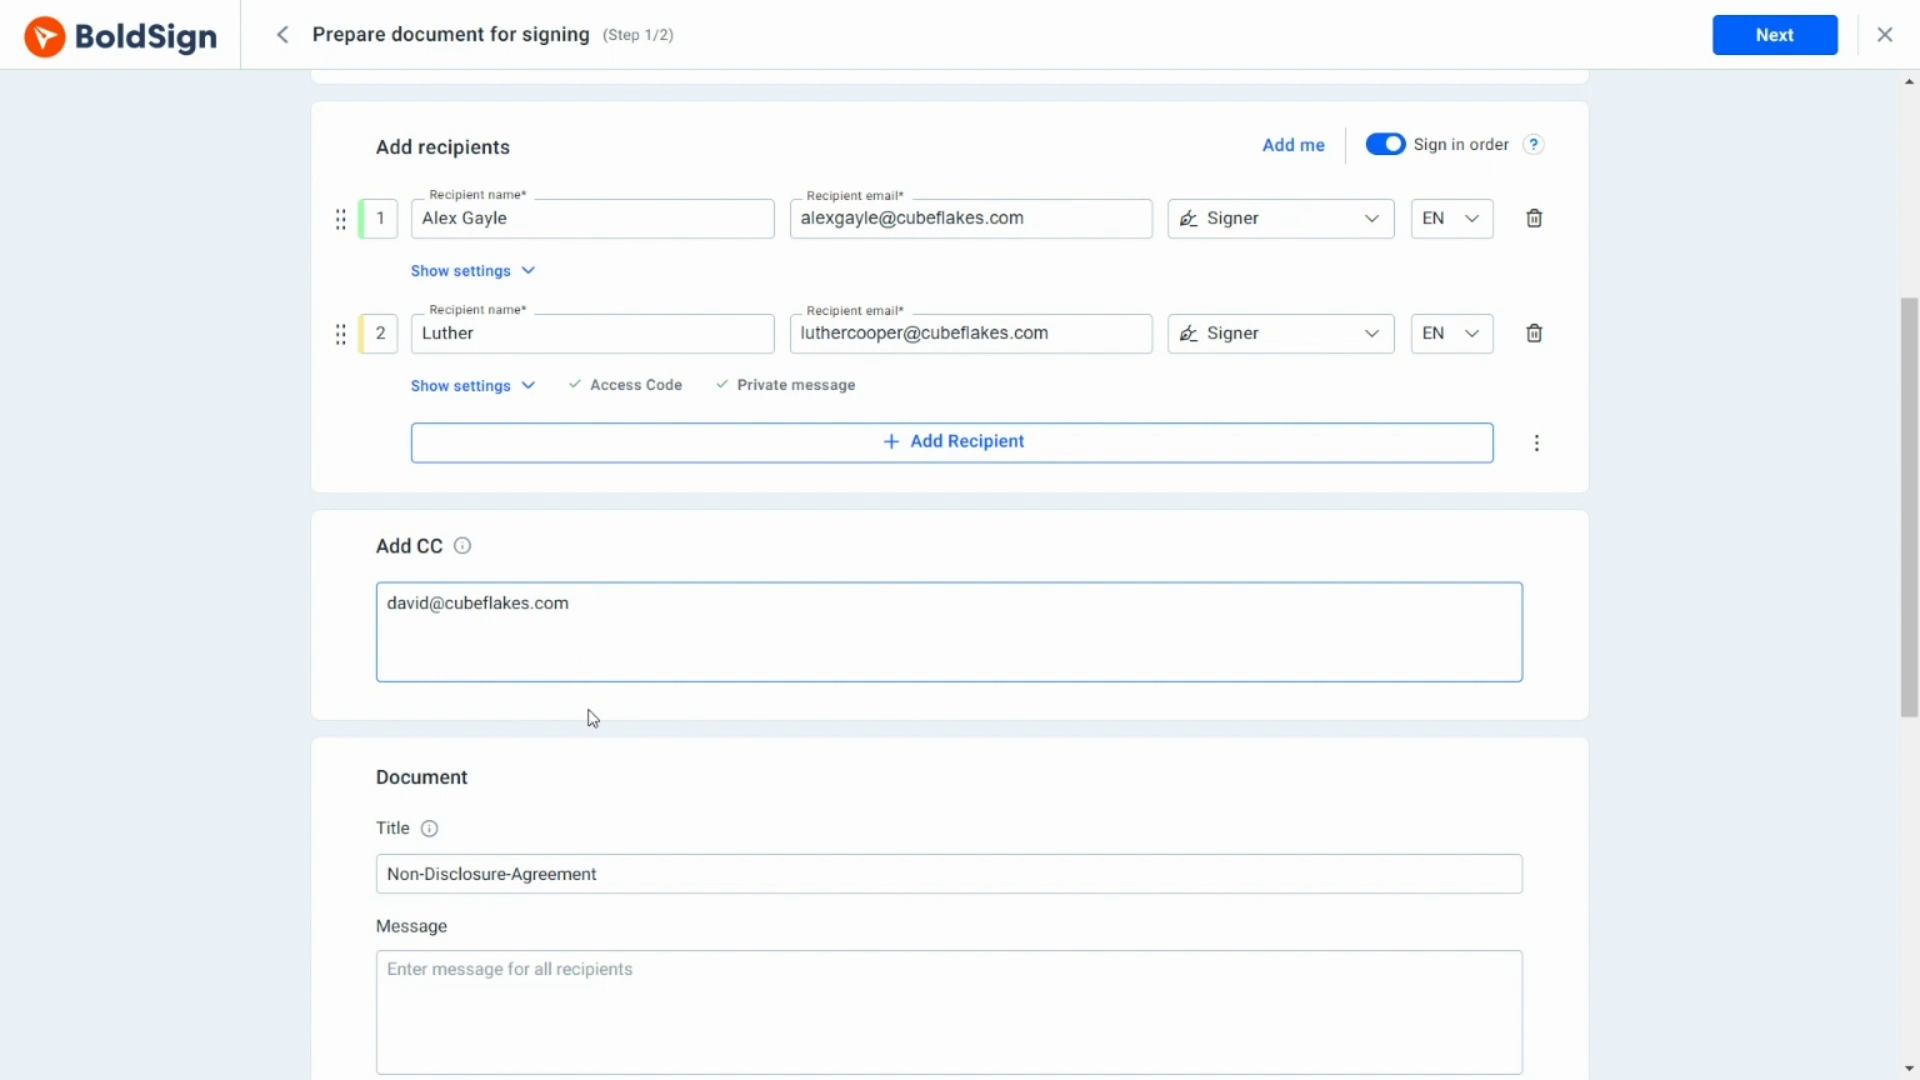 BoldSign
Prepare document for signing (Step 1/2)
Next
Add recipients
Add me
Sign in order ?
Recipient name*
Recipient email*
1
Alex Gayle
alexgayle@cubeflakes.com
Signer
EN
Show settings
Recipient name*
Recipient email*
2
Luther
luthercooper@cubeflakes.com
Signer
EN
Show settings
Access Code
Private message
+ Add Recipient
Add CC
david@cubeflakes.com
Document
Title
Non-Disclosure-Agreement
Message
Enter message for all recipients